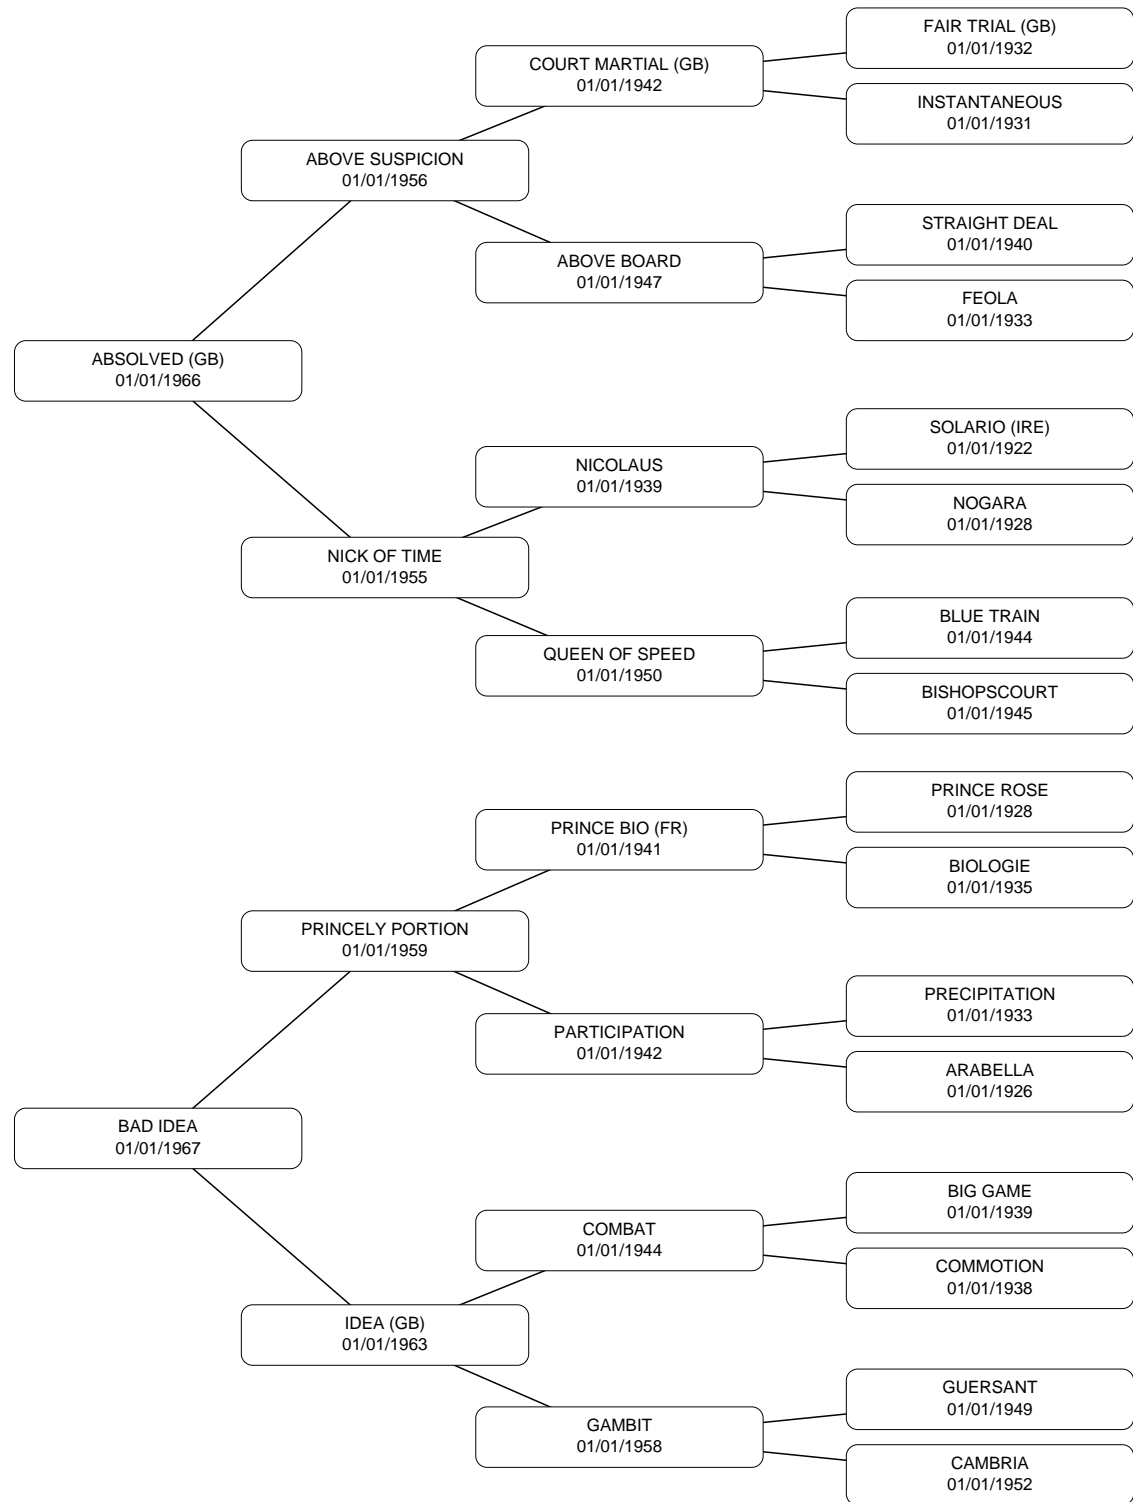 FAIR TRIAL (GB)
01/01/1932
COURT MARTIAL (GB)
01/01/1942
INSTANTANEOUS
01/01/1931
ABOVE SUSPICION
01/01/1956
STRAIGHT DEAL
01/01/1940
ABOVE BOARD
01/01/1947
FEOLA
01/01/1933
ABSOLVED (GB)
01/01/1966
SOLARIO (IRE)
01/01/1922
NICOLAUS
01/01/1939
NOGARA
01/01/1928
NICK OF TIME
01/01/1955
BLUE TRAIN
01/01/1944
QUEEN OF SPEED
01/01/1950
BISHOPSCOURT
01/01/1945
PRINCE ROSE
01/01/1928
PRINCE BIO (FR)
01/01/1941
BIOLOGIE
01/01/1935
PRINCELY PORTION
01/01/1959
PRECIPITATION
01/01/1933
PARTICIPATION
01/01/1942
ARABELLA
01/01/1926
BAD IDEA
01/01/1967
BIG GAME
01/01/1939
COMBAT
01/01/1944
COMMOTION
01/01/1938
IDEA (GB)
01/01/1963
GUERSANT
01/01/1949
GAMBIT
01/01/1958
CAMBRIA
01/01/1952